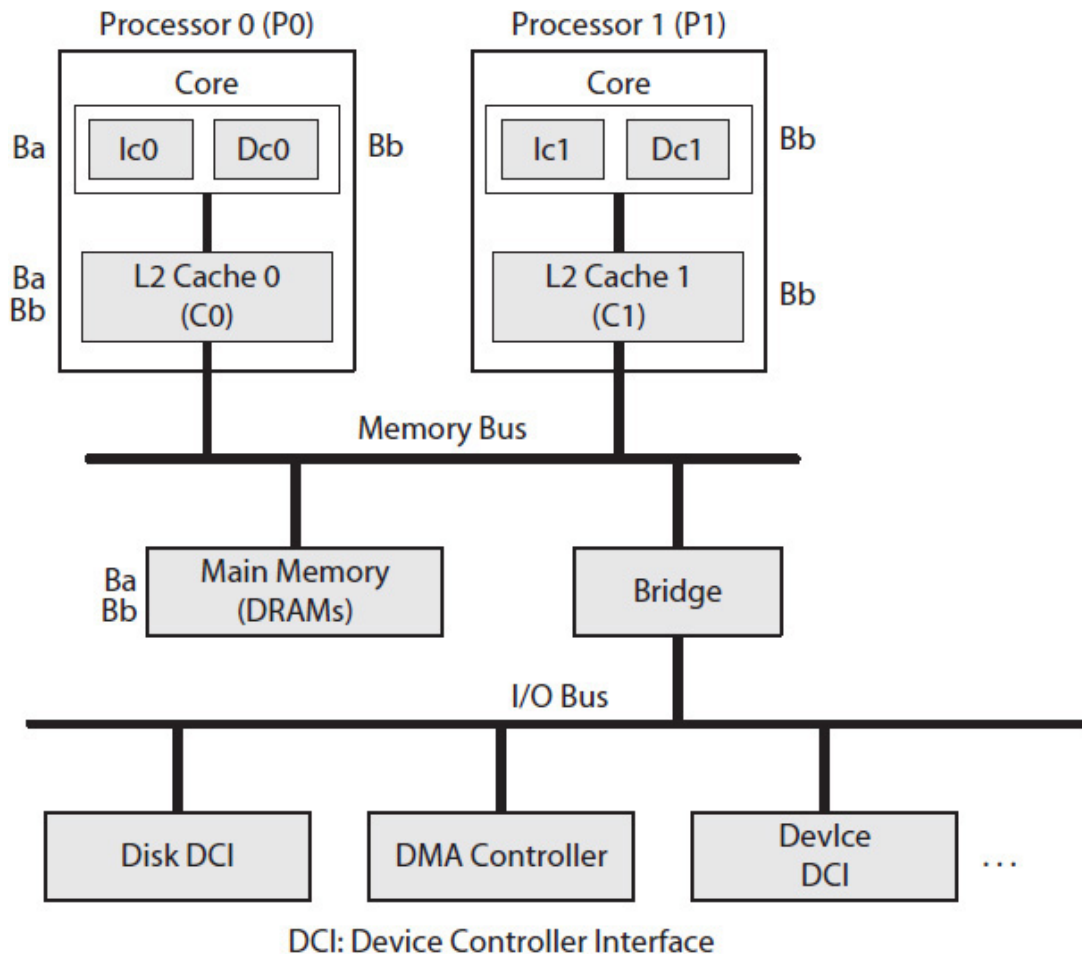 Processor 0 (P0)
Processor 1 (P1)
Core
Core
Ba
Ic0
Dc0
Bb
Ic1
Dc1
Bb
Ba
Bb
L2 Cache 0
(C0)
L2 Cache 1
(C1)
Bb
Memory Bus
Ba
Bb
Main Memory
(DRAMs)
Bridge
I/O Bus
Disk DCI
DMA Controller
DevIce
DCI
...
DCI: Device Controller Interface